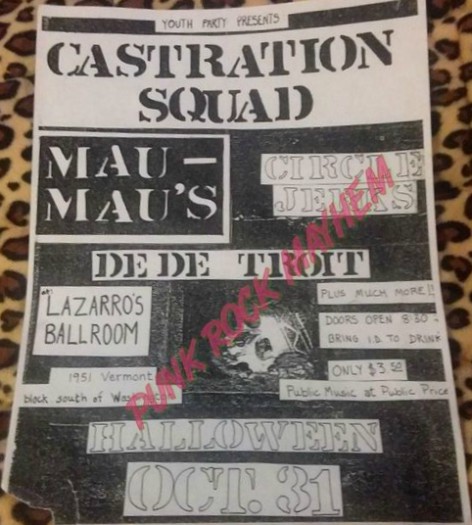 YOUTH PARTY PRESENTS
CASTRATION
SQUAD
MAU-
MAU'S
CIRCLE
JERKS
DE DE TROIT
PUNK ROCK MAYHEM
at
LAZARRO'S
BALLROOM
PLUS MUCH MORE!!
DOORS OPEN 8:30-
BRING I.D TO DRINK
1951 Vermont
ONLY $3.50
block south of
Public Music at Public Price
HALLOWEEN
OCT. 31